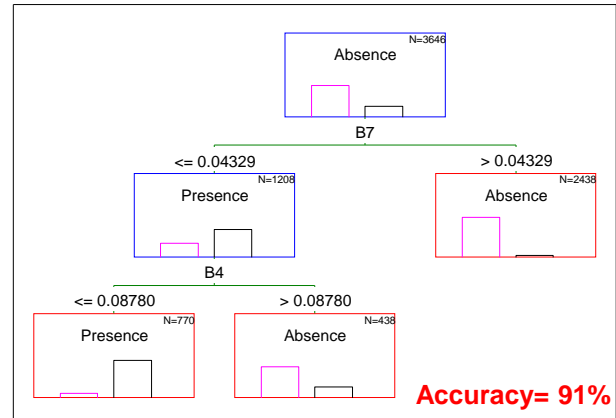 N=3646
Absence
B7
<= 0.04329
> 0.04329
N=1208
Presence
N=2438
Absence
B4
<= 0.08780
> 0.08780
N=770
Presence
N=438
Absence
Accuracy= 91%